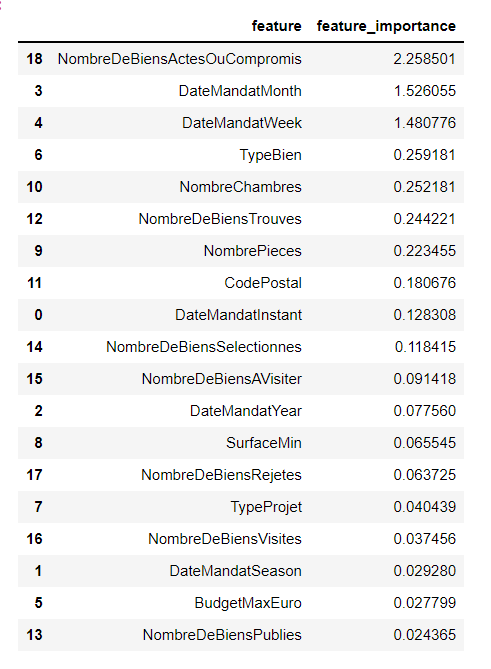 feature feature_importance
18 NombreDeBiensActesOuCompromis 2.258501
3 DateMandatMonth 1.526055
4 DateMandatWeek 1.480776
6 TypeBien 0.259181
10 NombreChambres 0.252181
12 NombreDeBiensTrouves 0.244221
9 NombrePieces 0.223455
11 CodePostal 0.180676
0 DateMandatInstant 0.128308
14 NombreDeBiensSelectionnes 0.118415
15 NombreDeBiensAVisiter 0.091418
2 DateMandatYear 0.077560
8 SurfaceMin 0.065545
17 NombreDeBiensRejetes 0.063725
7 TypeProjet 0.040439
16 NombreDeBiensVisites 0.037456
1 DateMandatSeason 0.029280
5 BudgetMaxEuro 0.027799
13 NombreDeBiensPublies 0.024365